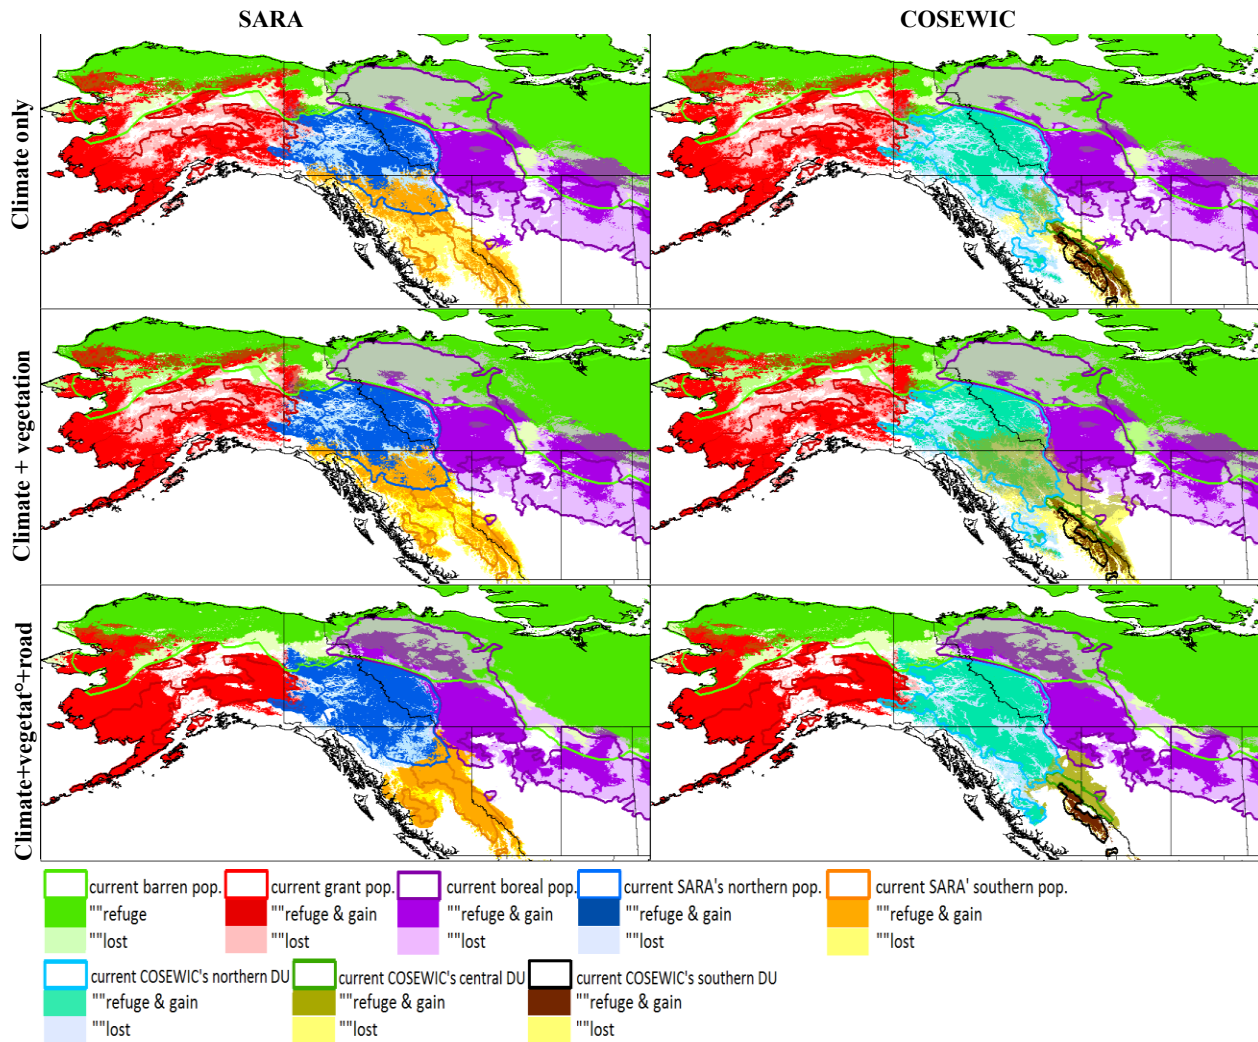 SARA
COSEWIC
Climate only
Climate + vegetation
Climate+vegetat°+road
current barren pop.
current grant pop.
current boreal pop.
current SARA's northern pop.
current SARA' southern pop.
""refuge
""refuge & gain
""refuge & gain
""refuge & gain
""refuge & gain
""lost
""lost
""lost
""lost
""lost
current COSEWIC's northern DU
current COSEWIC's central DU
current COSEWIC's southern DU
""refuge & gain
""refuge & gain
""refuge & gain
""lost
""lost
""lost